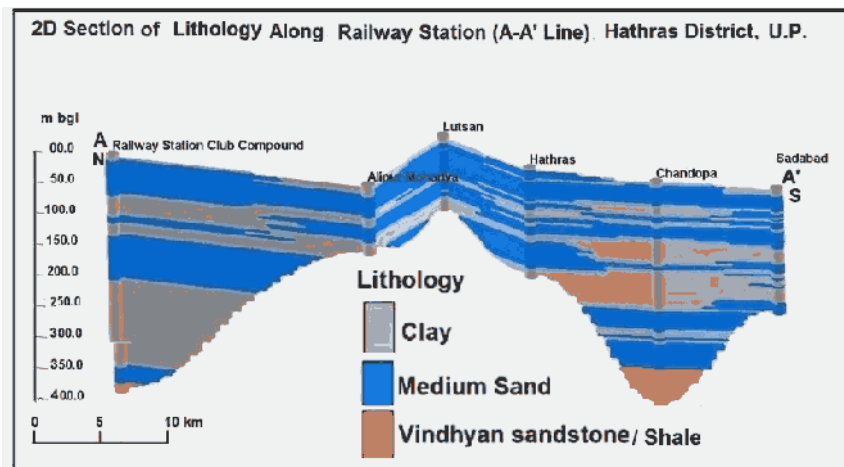 2D Section of Lithology Along Railway Station (A-A' Line) Hathras District, U.P.
Lutsan
m bgl
A
N
Railway Station Club Compound
Hathras
Sadabad
A'
S
Chandopa
00.0
50.0
100.0
150.0
200.0
250.0
300.0
350.0
400.0
Lithology
Clay
Medium Sand
Vindhyan sandstone/ Shale
0 5 10 km